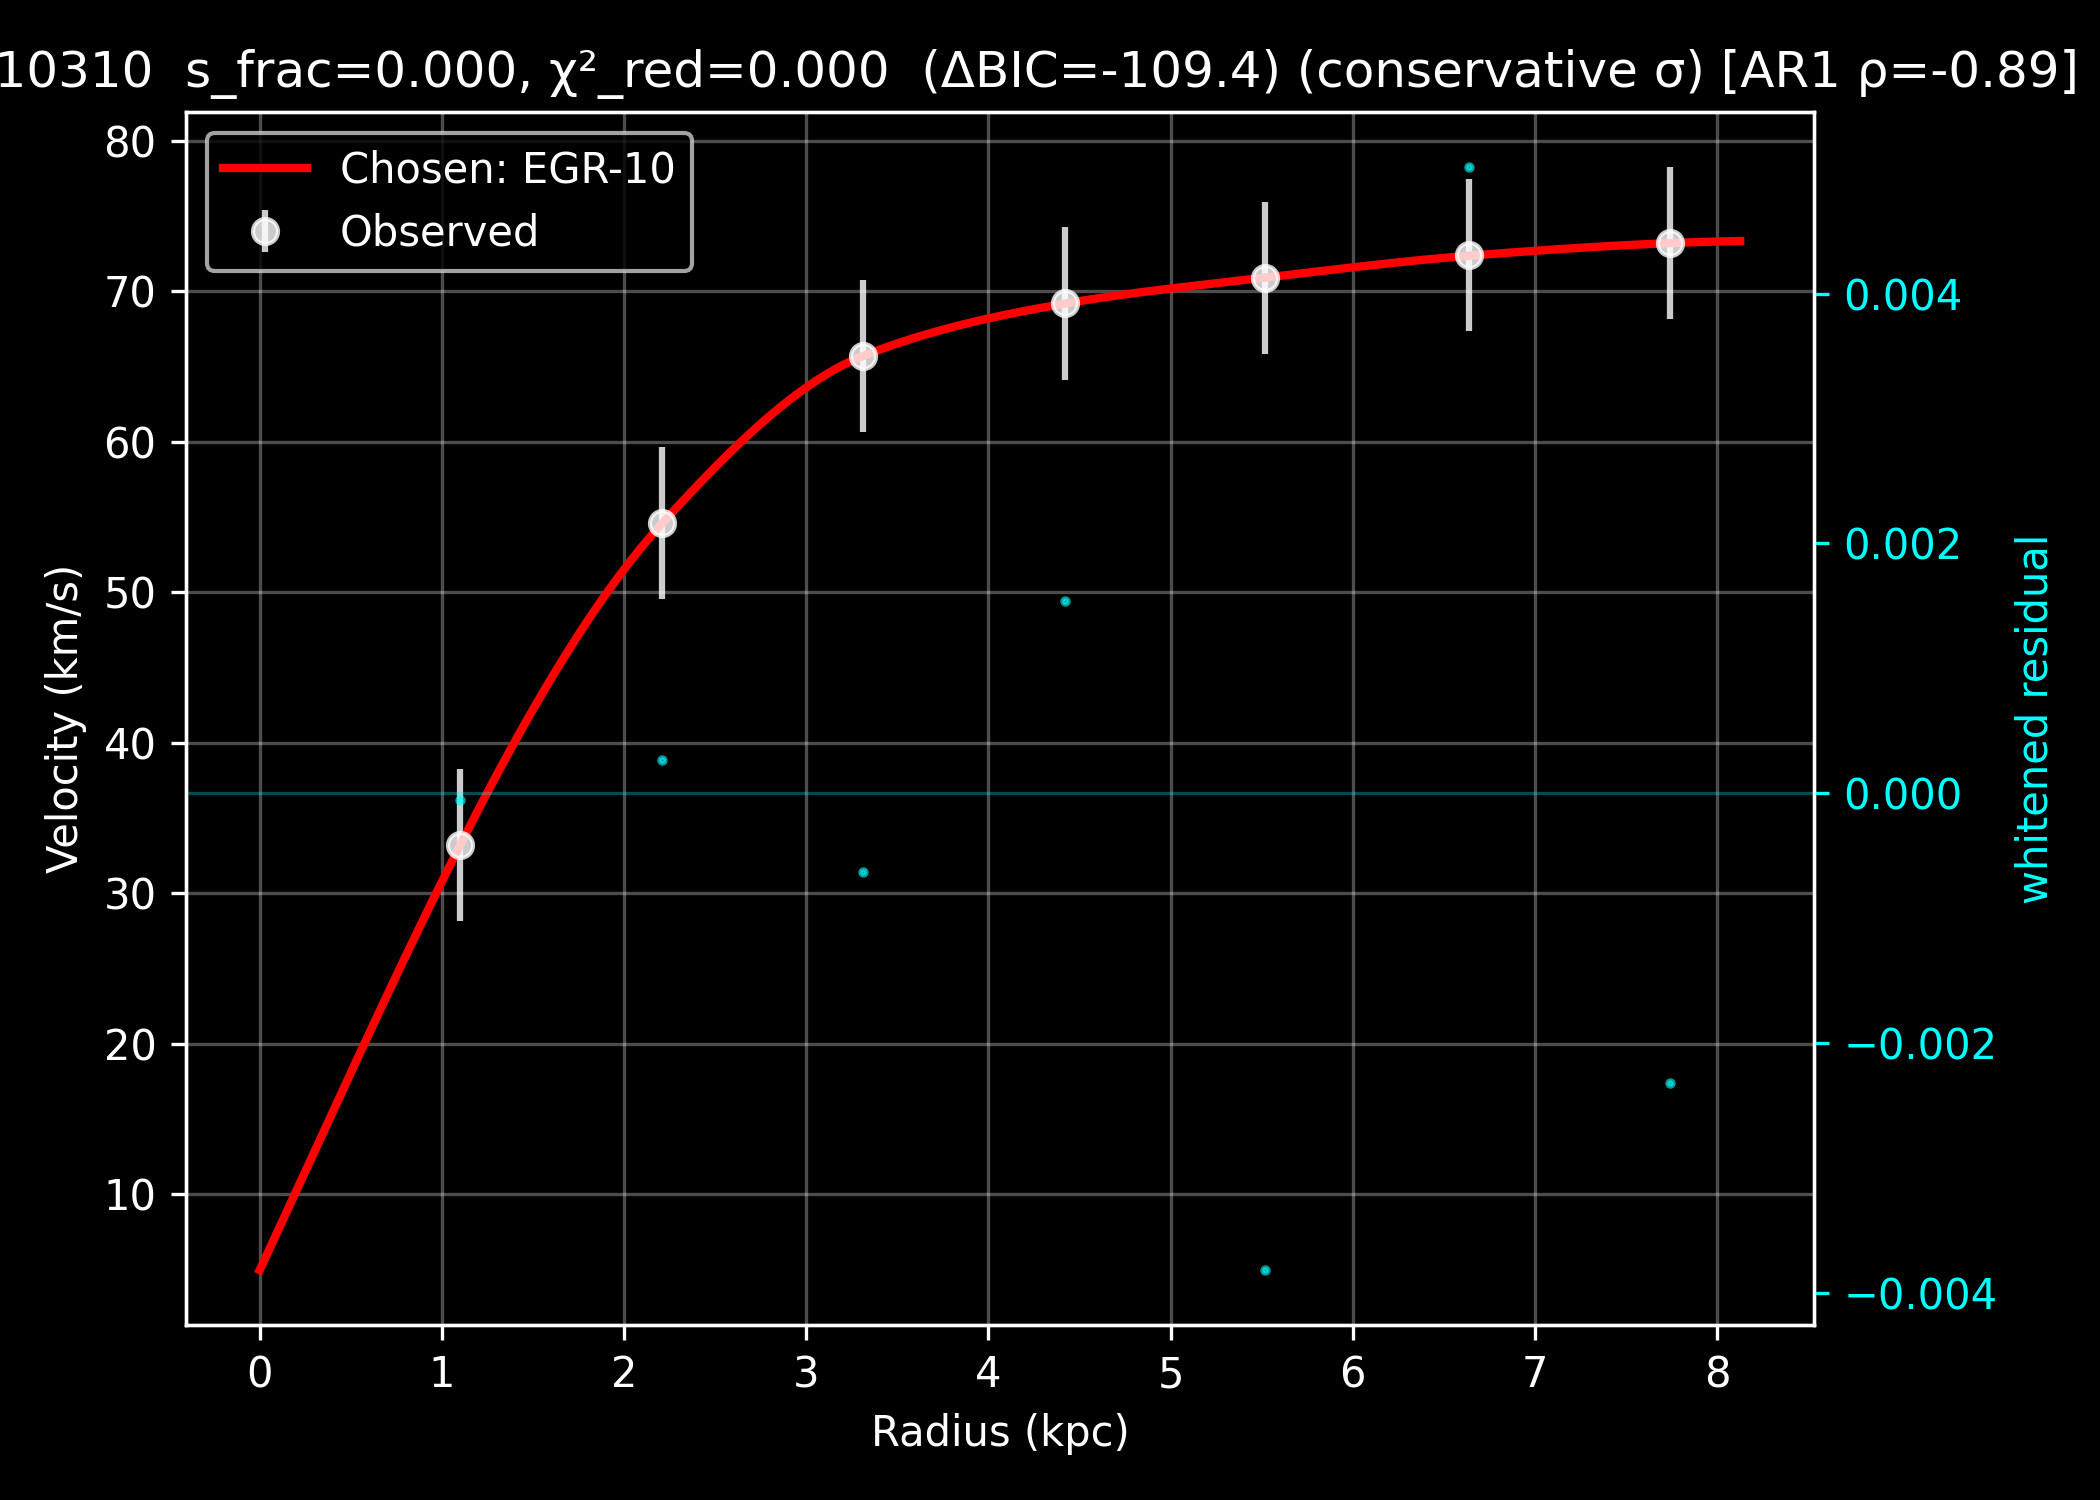 10310 s_frac=0.000, χ²_red=0.000 (ΔBIC=-109.4) (conservative σ) [AR1 ρ=-0.89]
Chosen: EGR-10
Observed
80
70
60
50
40
30
20
10
Velocity (km/s)
0.004
0.002
0.000
−0.002
−0.004
whitened residual
0 1 2 3 4 5 6 7 8
Radius (kpc)